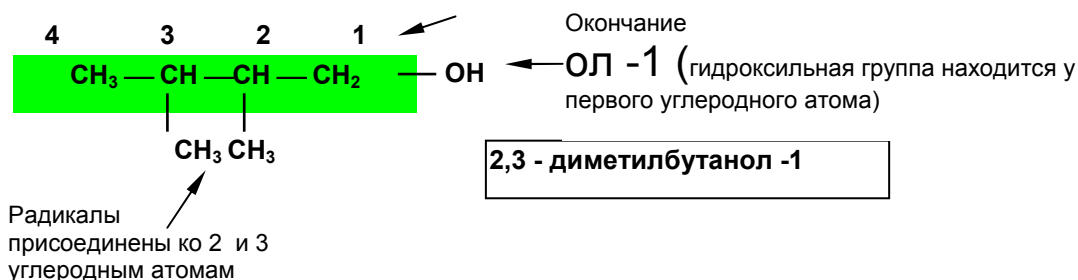 4 3 2 1
CH₃ — CH — CH — CH₂ — OH
CH₃ CH₃
Окончание
ол -1 (гидроксильная группа находится у
первого углеродного атома)
2,3 - диметилбутанол -1
Радикалы
присоединены ко 2 и 3
углеродным атомам